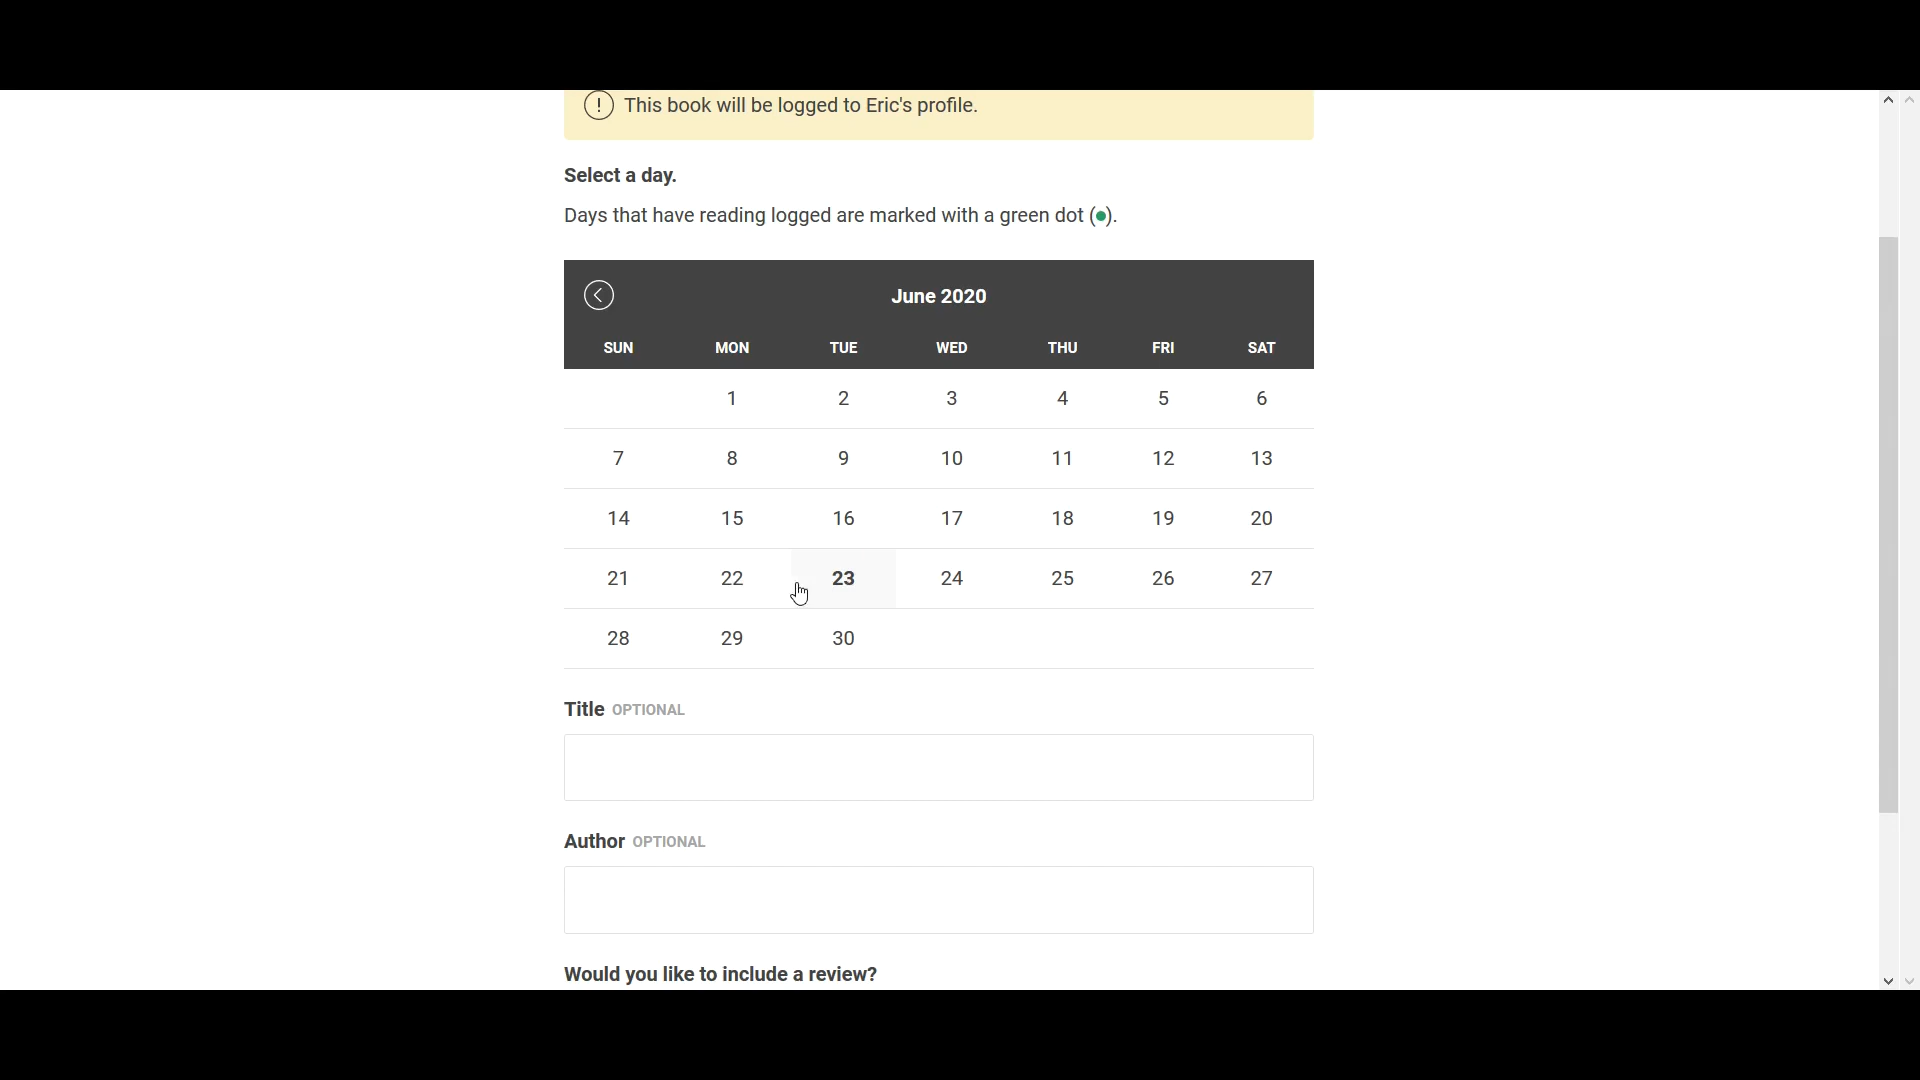 This book will be logged to Eric's profile.
Select a day.
Days that have reading logged are marked with a green dot (●).
June 2020
SUN MON TUE WED THU FRI SAT
1 2 3 4 5 6
7 8 9 10 11 12 13
14 15 16 17 18 19 20
21 22 23 24 25 26 27
28 29 30
Title OPTIONAL
Author OPTIONAL
Would you like to include a review?